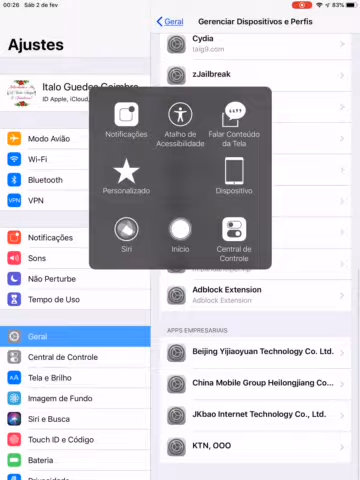 00:26 Sáb 2 de fev
83%
Ajustes
Italo Guedes Coimbra
ID Apple, iCloud,
Modo Avião
Wi-Fi
Bluetooth
VPN
VPN
Notificações
Sons
Não Perturbe
Tempo de Uso
Geral
Central de Controle
AA
Tela e Brilho
Imagem de Fundo
Siri e Busca
Touch ID e Código
Bateria
Privacidade
Geral
Gerenciar Dispositivos e Perfis
Cydia
taig9.com
zJailbreak
Notificações
Atalho de
Acessibilidade
Falar Conteúdo
da Tela
Personalizado
Dispositivo
Siri
Início
Central de
Controle
Adblock Extension
Adblock Extension
APPS EMPRESARIAIS
Beijing Yijiaoyuan Technology Co. Ltd.
China Mobile Group Heilongjiang Co...
JKbao Internet Technology Co., Ltd.
KTN, OOO